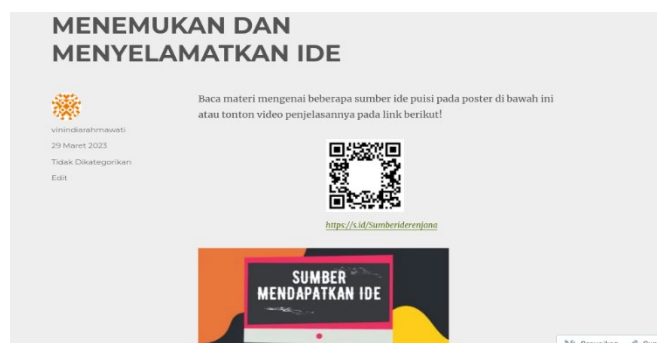 MENEMUKAN DAN
MENYELAMATKAN IDE
vinindiarahmawati
29 Maret 2023
Tidak Dikategorikan
Edit
Baca materi mengenai beberapa sumber ide puisi pada poster di bawah ini
atau tonton video penjelasannya pada link berikut!
https://s.id/Sumberiderenjana
SUMBER
MENDAPATKAN IDE